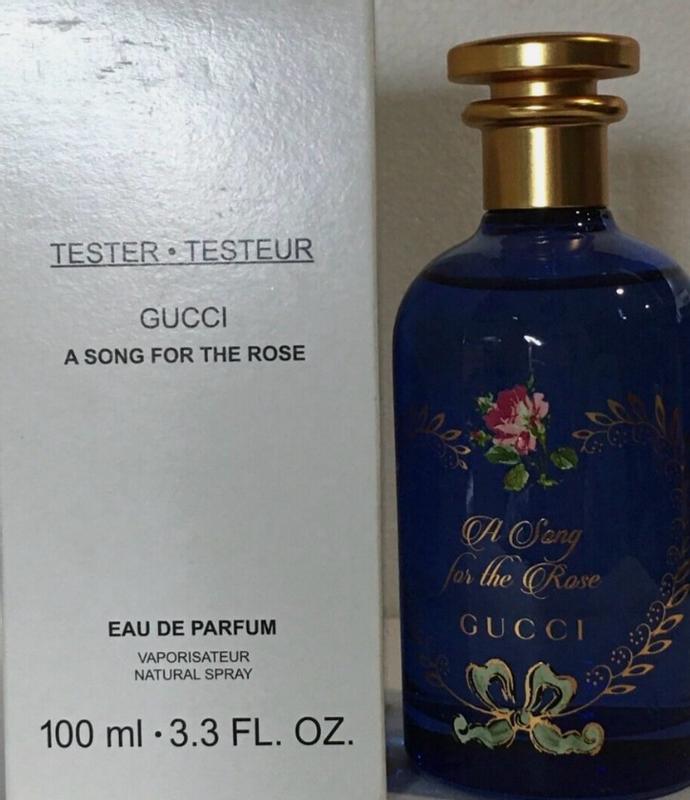 TESTER • TESTEUR
GUCCI
A SONG FOR THE ROSE
EAU DE PARFUM
VAPORISATEUR
NATURAL SPRAY
100 ml • 3.3 FL. OZ.
A Song
for the Rose
GUCCI